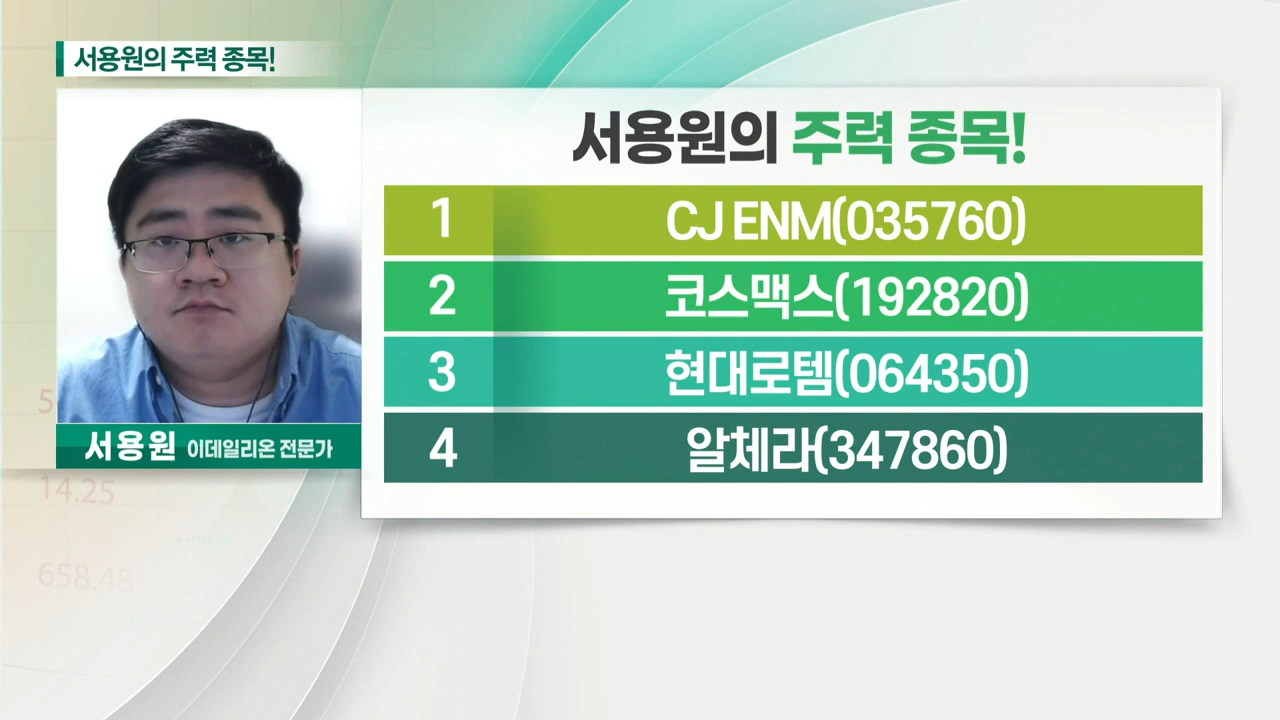 서용원의 주력 종목!
서용원의 주력 종목!
1 CJ ENM(035760)
2 코스맥스(192820)
3 현대로템(064350)
4 알체라(347860)
서용원 이데일리온 전문가
14.25
658.48